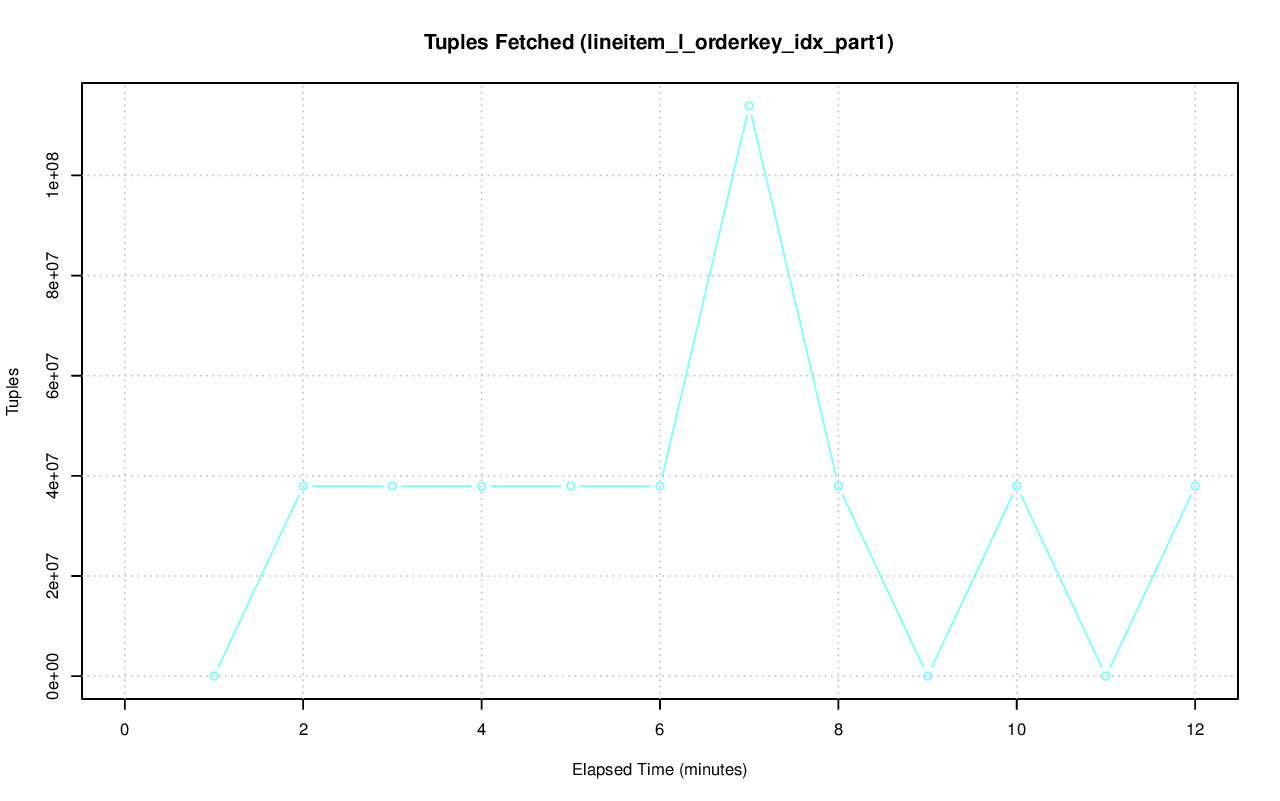 Tuples Fetched (lineitem_l_orderkey_idx_part1)
Tuples
1e+08
8e+07
6e+07
4e+07
2e+07
0e+00
0 2 4 6 8 10 12
Elapsed Time (minutes)